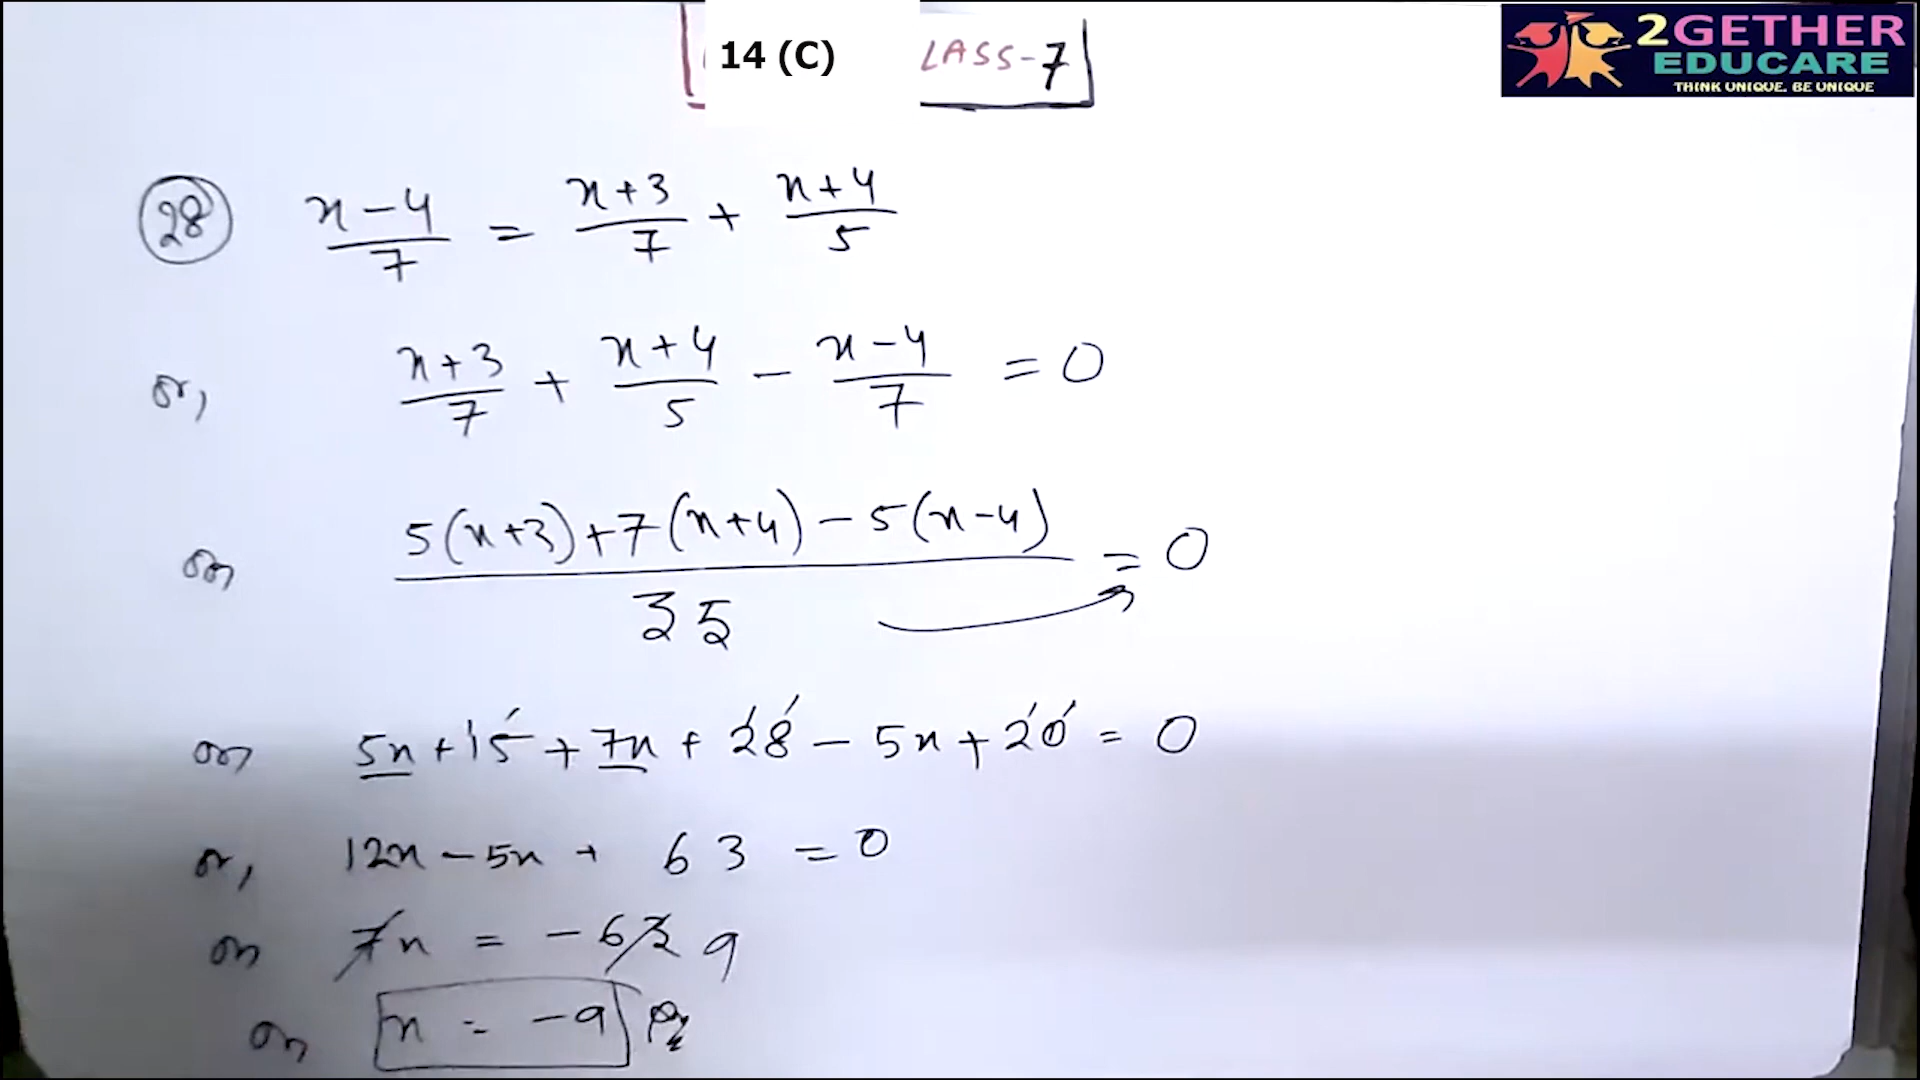 14 (C) LASS-7
2GETHER
EDUCARE
THINK UNIQUE. BE UNIQUE
28 (x-4)/7 = (x+3)/7 + (x+4)/5
or, (x+3)/7 + (x+4)/5 - (x-4)/7 = 0
or (5(x+3)+7(x+4)-5(x-4))/35 = 0
or 5x+15+7x+28-5x+20=0
or, 12x-5x+63=0
or 7x = -63 9
or x = -9